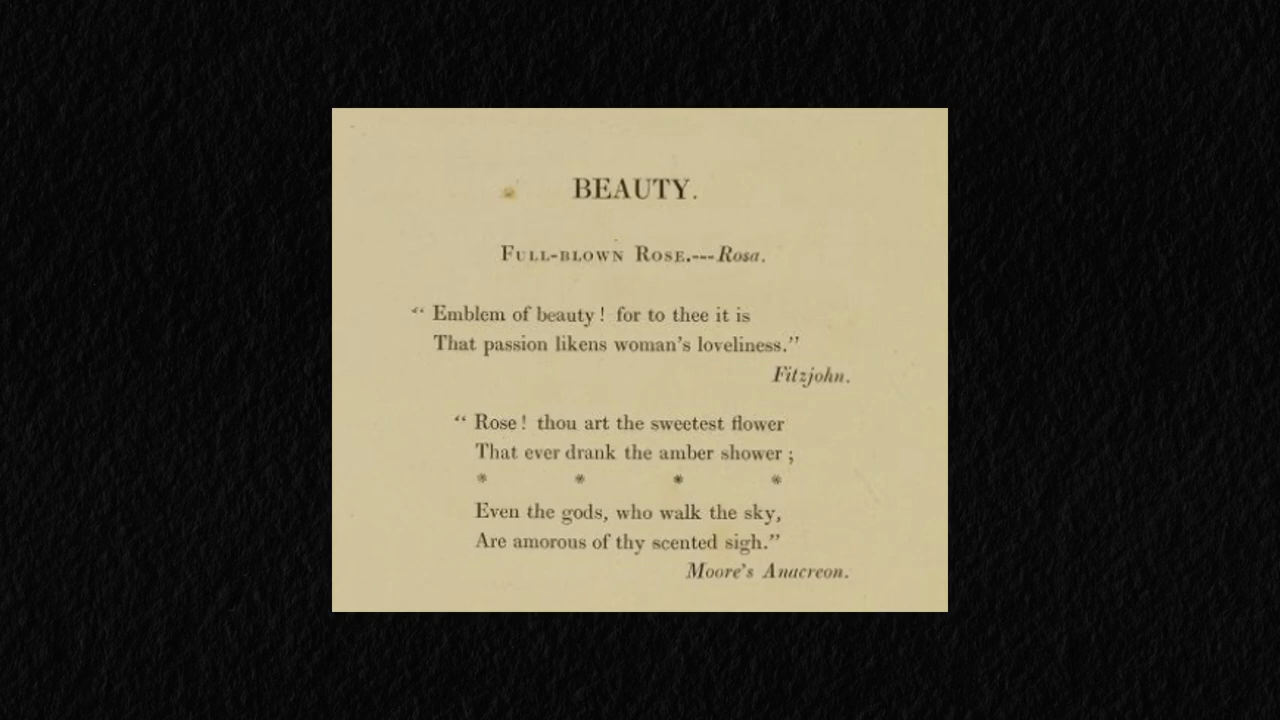 BEAUTY.
FULL-BLOWN ROSE.---Rosa.
“ Emblem of beauty ! for to thee it is
That passion likens woman's loveliness.”
Fitzjohn.
“ Rose ! thou art the sweetest flower
That ever drank the amber shower ;
* * * *
Even the gods, who walk the sky,
Are amorous of thy scented sigh.”
Moore's Anacreon.